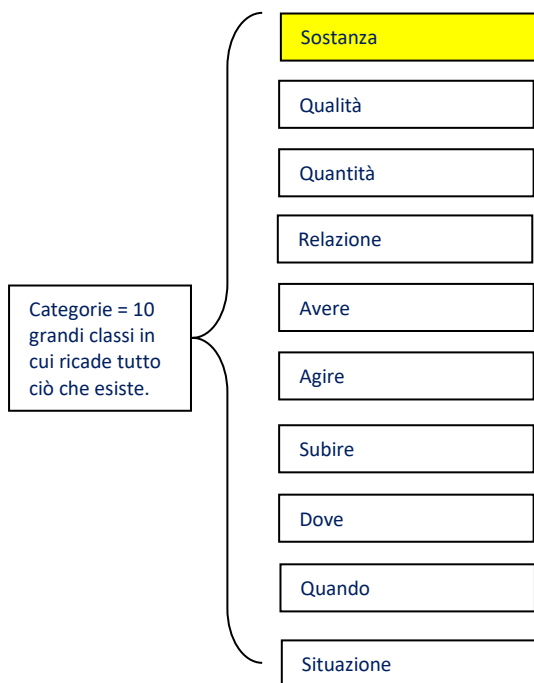 Sostanza
Qualità
Quantità
Relazione
Categorie = 10
grandi classi in
cui ricade tutto
ciò che esiste.
Avere
Agire
Subire
Dove
Quando
Situazione